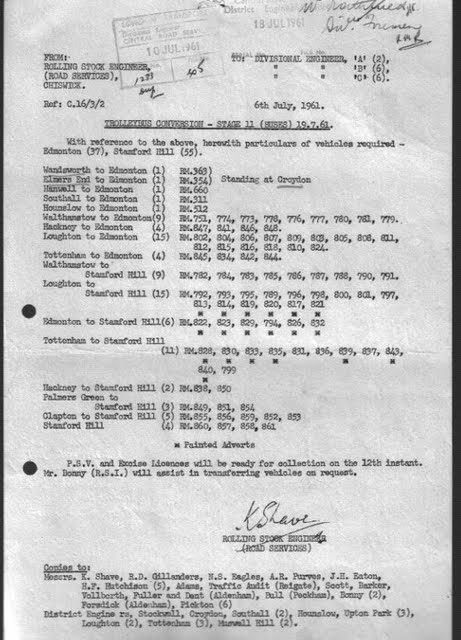 LONDON TRANSPORT
CENTRAL ROAD SERVICES
10 JUL 1961
District Engineer
18 JUL 1961
FROM:
ROLLING STOCK ENGINEER,
(ROAD SERVICES),
CHISWICK.
TO: DIVISIONAL ENGINEER, 'A' (2),
" " 'B' (6),
" " 'C' (6).
Ref: C.16/3/2
6th July, 1961.
TROLLEYBUS CONVERSION - STAGE 11 (BUSES) 19.7.61.
With reference to the above, herewith particulars of vehicles required -
Edmonton (37), Stamford Hill (55).
Wandsworth to Edmonton (1) RM.363)
Elmers End to Edmonton (1) RM.354) Standing at Croydon
Hanwell to Edmonton (1) RM.660
Southall to Edmonton (1) RM.311
Hounslow to Edmonton (1) RM.512
Walthamstow to Edmonton(9) RM.751, 774, 773, 778, 776, 777, 780, 781, 779.
Hackney to Edmonton (4) RM.847, 841, 846, 848.
Loughton to Edmonton (15) RM.802, 804, 806, 807, 809, 803, 805, 808, 811,
812, 815, 816, 818, 810, 824.
Tottenham to Edmonton (4) RM.845, 834, 842, 844.
Walthamstow to
Stamford Hill (9) RM.782, 784, 783, 785, 786, 787, 788, 790, 791.
Loughton to
Stamford Hill (15) RM.792, 793, 795, 789, 796, 798, 800, 801, 797,
813, 814, 819, 820, 817, 821
* * * * * *
Edmonton to Stamford Hill(6) RM.822, 823, 829, 794, 826, 832
* * * * * *
Tottenham to Stamford Hill
(11) RM.828, 830, 833, 835, 831, 836, 839, 837, 843,
* * * * * * * *
840, 799
*
Hackney to Stamford Hill (2) RM.838, 850
Palmers Green to
Stamford Hill (3) RM.849, 851, 854
Clapton to Stamford Hill (5) RM.855, 856, 859, 852, 853
Stamford Hill (4) RM.860, 857, 858, 861
* Painted Adverts
P.S.V. and Excise Licences will be ready for collection on the 12th instant.
Mr. Bonny (R.S.I.) will assist in transferring vehicles on request.
K Shave
ROLLING STOCK ENGINEER
(ROAD SERVICES)
Copies to:
Messrs. K. Shave, E.D. Gillanders, N.S. Eagles, A.R. Purves, J.H. Eaton,
H.F. Hutchison (5), Adams, Traffic Audit (Reigate), Scott, Barker,
Vollborth, Fuller and Dent (Aldenham), Bull (Peckham), Bonny (2),
Forsdick (Aldenham), Pickton (6)
District Engine rs, Stockwell, Croydon, Southall (2), Hounslow, Upton Park (3),
Loughton (2), Tottenham (3), Muswell Hill (2).